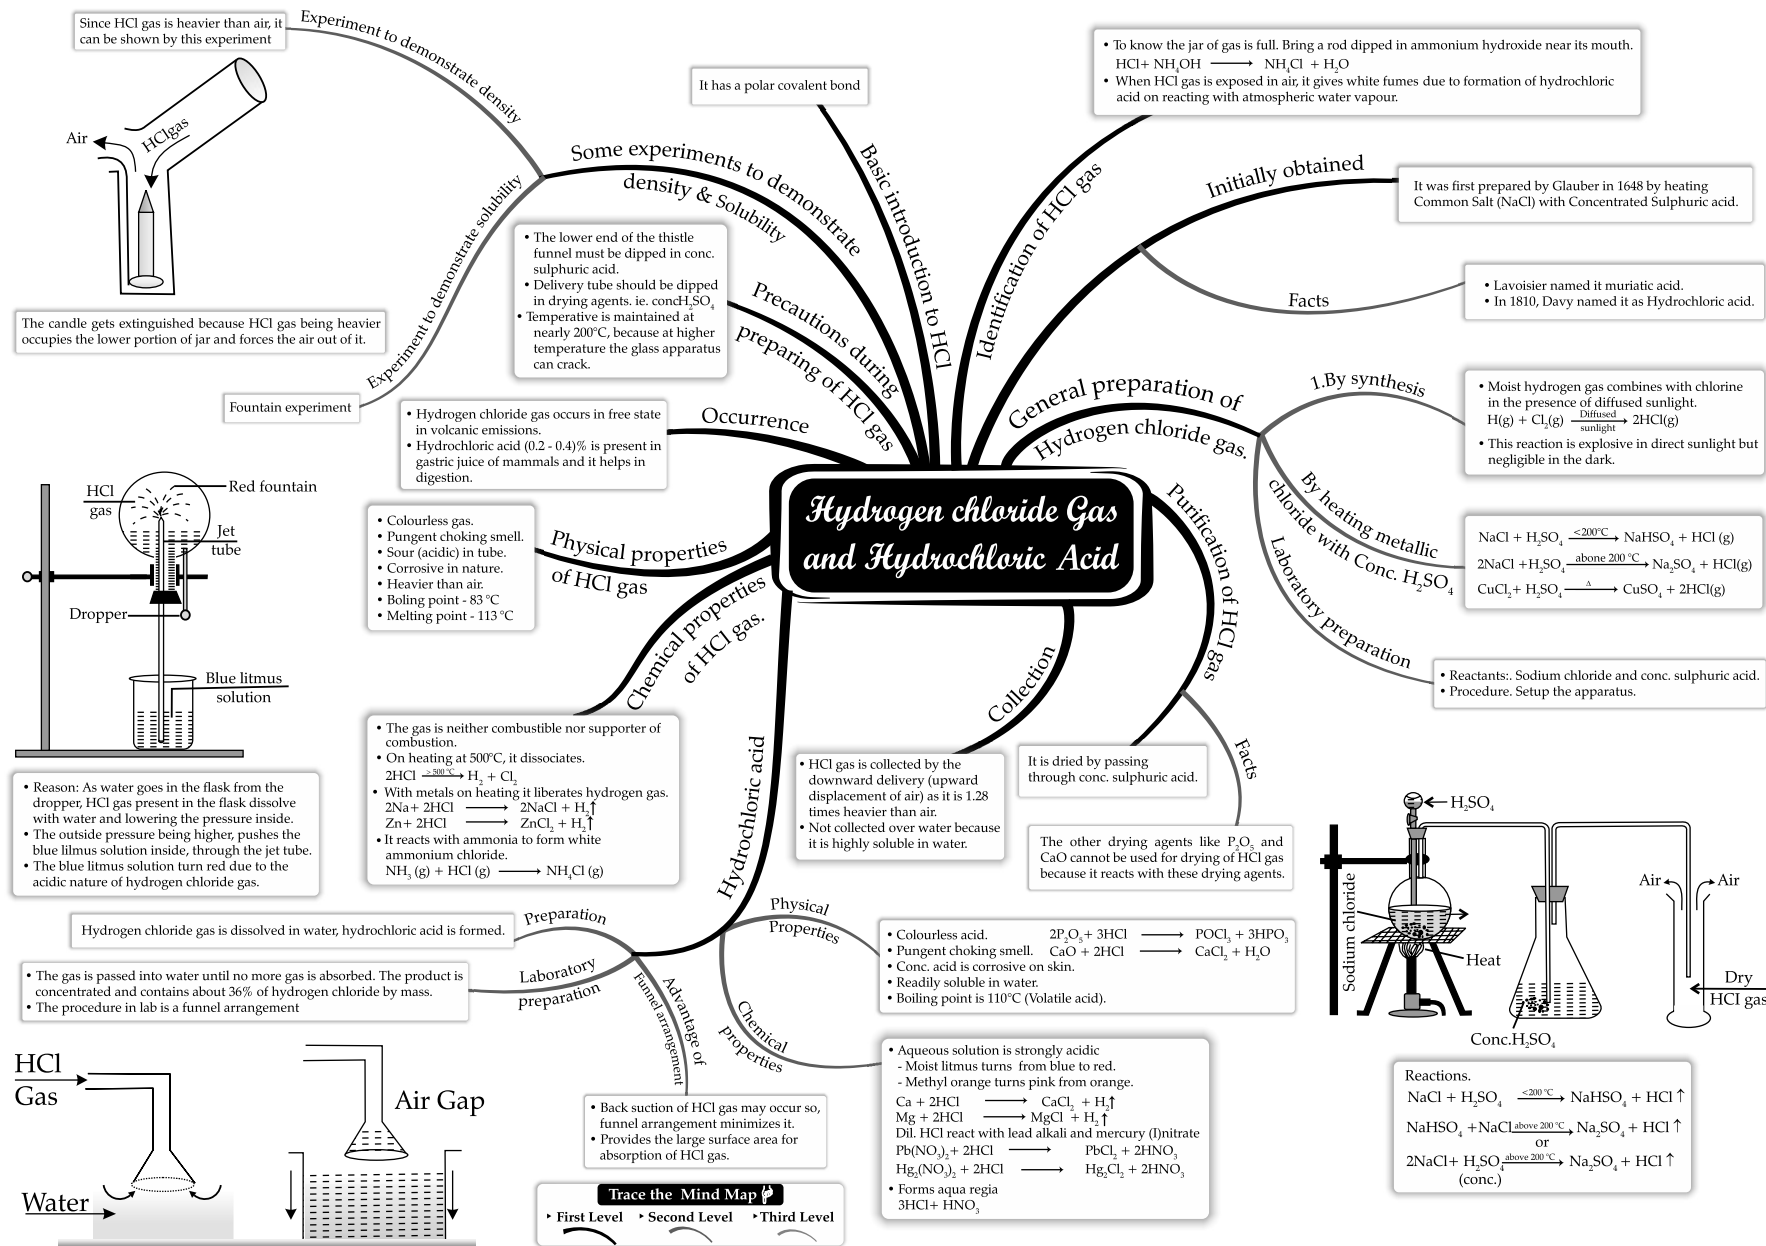 Since HCl gas is heavier than air, it
can be shown by this experiment
Experiment to demonstrate density
Air
HClgas
The candle gets extinguished because HCl gas being heavier
occupies the lower portion of jar and forces the air out of it.
Experiment to demonstrate solubility
Fountain experiment
Some experiments to demonstrate
density & Solubility
It has a polar covalent bond
Basic introduction to HCl
• To know the jar of gas is full. Bring a rod dipped in ammonium hydroxide near its mouth.
HCl+ NH₄OH ⟶ NH₄Cl + H₂O
• When HCl gas is exposed in air, it gives white fumes due to formation of hydrochloric
acid on reacting with atmospheric water vapour.
Identification of HCl gas
Initially obtained
It was first prepared by Glauber in 1648 by heating
Common Salt (NaCl) with Concentrated Sulphuric acid.
Facts
• Lavoisier named it muriatic acid.
• In 1810, Davy named it as Hydrochloric acid.
• The lower end of the thistle
funnel must be dipped in conc.
sulphuric acid.
• Delivery tube should be dipped
in drying agents. ie. concH₂SO₄
• Temperative is maintained at
nearly 200°C, because at higher
temperature the glass apparatus
can crack.
Precautions during
preparing of HCl gas
• Hydrogen chloride gas occurs in free state
in volcanic emissions.
• Hydrochloric acid (0.2 - 0.4)% is present in
gastric juice of mammals and it helps in
digestion.
Occurrence
General preparation of
Hydrogen chloride gas.
1.By synthesis
• Moist hydrogen gas combines with chlorine
in the presence of diffused sunlight.
H(g) + Cl₂(g) Diffused sunlight ⟶ 2HCl(g)
• This reaction is explosive in direct sunlight but
negligible in the dark.
By heating metallic
chloride with Conc. H₂SO₄
NaCl + H₂SO₄ <200°C ⟶ NaHSO₄ + HCl (g)
2NaCl +H₂SO₄ abone 200 °C ⟶ Na₂SO₄ + HCl(g)
CuCl₂+ H₂SO₄ Δ ⟶ CuSO₄ + 2HCl(g)
Laboratory preparation
• Reactants:. Sodium chloride and conc. sulphuric acid.
• Procedure. Setup the apparatus.
Hydrogen chloride Gas
and Hydrochloric Acid
HCl
gas
Red fountain
Jet
tube
Dropper
Blue litmus
solution
• Colourless gas.
• Pungent choking smell.
• Sour (acidic) in tube.
• Corrosive in nature.
• Heavier than air.
• Boling point - 83 °C
• Melting point - 113 °C
Physical properties
of HCl gas
Chemical properties
of HCl gas.
• Reason: As water goes in the flask from the
dropper, HCl gas present in the flask dissolve
with water and lowering the pressure inside.
• The outside pressure being higher, pushes the
blue lilmus solution inside, through the jet tube.
• The blue litmus solution turn red due to the
acidic nature of hydrogen chloride gas.
• The gas is neither combustible nor supporter of
combustion.
• On heating at 500°C, it dissociates.
2HCl > 500 °C ⟶ H₂ + Cl₂
• With metals on heating it liberates hydrogen gas.
2Na+ 2HCl ⟶ 2NaCl + H₂↑
Zn+ 2HCl ⟶ ZnCl₂ + H₂↑
• It reacts with ammonia to form white
ammonium chloride.
NH₃ (g) + HCl (g) ⟶ NH₄Cl (g)
Hydrochloric acid
Collection
• HCl gas is collected by the
downward delivery (upward
displacement of air) as it is 1.28
times heavier than air.
• Not collected over water because
it is highly soluble in water.
Purification of HCl gas
It is dried by passing
through conc. sulphuric acid.
Facts
The other drying agents like P₂O₅ and
CaO cannot be used for drying of HCl gas
because it reacts with these drying agents.
H₂SO₄
Sodium chloride
Heat
Conc.H₂SO₄
Air
Air
Dry
HCl gas
Hydrogen chloride gas is dissolved in water, hydrochloric acid is formed.
Preparation
• The gas is passed into water until no more gas is absorbed. The product is
concentrated and contains about 36% of hydrogen chloride by mass.
• The procedure in lab is a funnel arrangement
Laboratory
preparation
Advantage of
Funnel arrangement
Physical
Properties
• Colourless acid. 2P₂O₅+ 3HCl ⟶ POCl₃ + 3HPO₃
• Pungent choking smell. CaO + 2HCl ⟶ CaCl₂ + H₂O
• Conc. acid is corrosive on skin.
• Readily soluble in water.
• Boiling point is 110°C (Volatile acid).
Chemical
properties
• Aqueous solution is strongly acidic
- Moist litmus turns from blue to red.
- Methyl orange turns pink from orange.
Ca + 2HCl ⟶ CaCl₂ + H₂↑
Mg + 2HCl ⟶ MgCl + H₂↑
Dil. HCl react with lead alkali and mercury (I)nitrate
Pb(NO₃)₂+ 2HCl ⟶ PbCl₂ + 2HNO₃
Hg₂(NO₃)₂ + 2HCl ⟶ Hg₂Cl₂ + 2HNO₃
• Forms aqua regia
3HCl+ HNO₃
• Back suction of HCl gas may occur so,
funnel arrangement minimizes it.
• Provides the large surface area for
absorption of HCl gas.
HCl
Gas
Water
Air Gap
Trace the Mind Map
‣ First Level ‣ Second Level ‣ Third Level
Reactions.
NaCl + H₂SO₄ <200 °C ⟶ NaHSO₄ + HCl ↑
NaHSO₄ +NaCl above 200 °C ⟶ Na₂SO₄ + HCl ↑
or
2NaCl+ H₂SO₄ above 200 °C ⟶ Na₂SO₄ + HCl ↑
(conc.)